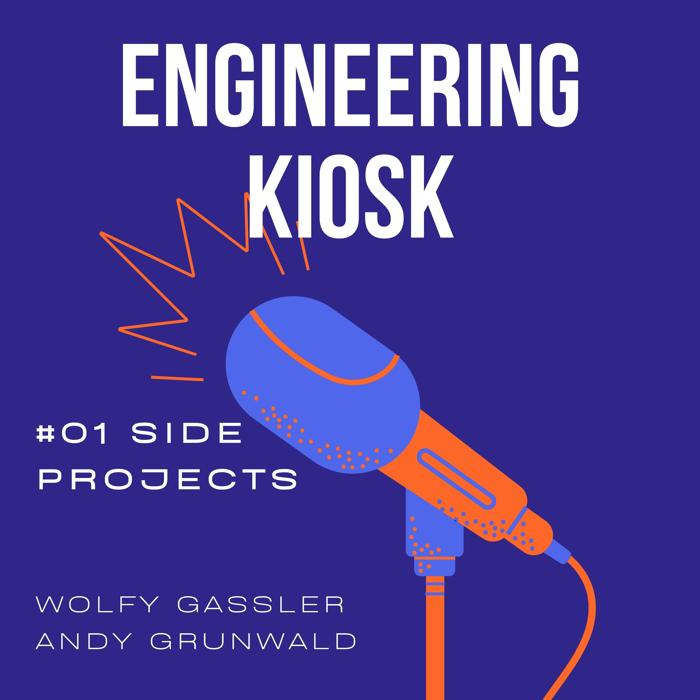 ENGINEERING
KIOSK
#01 SIDE
PROJECTS
WOLFY GASSLER
ANDY GRUNWALD